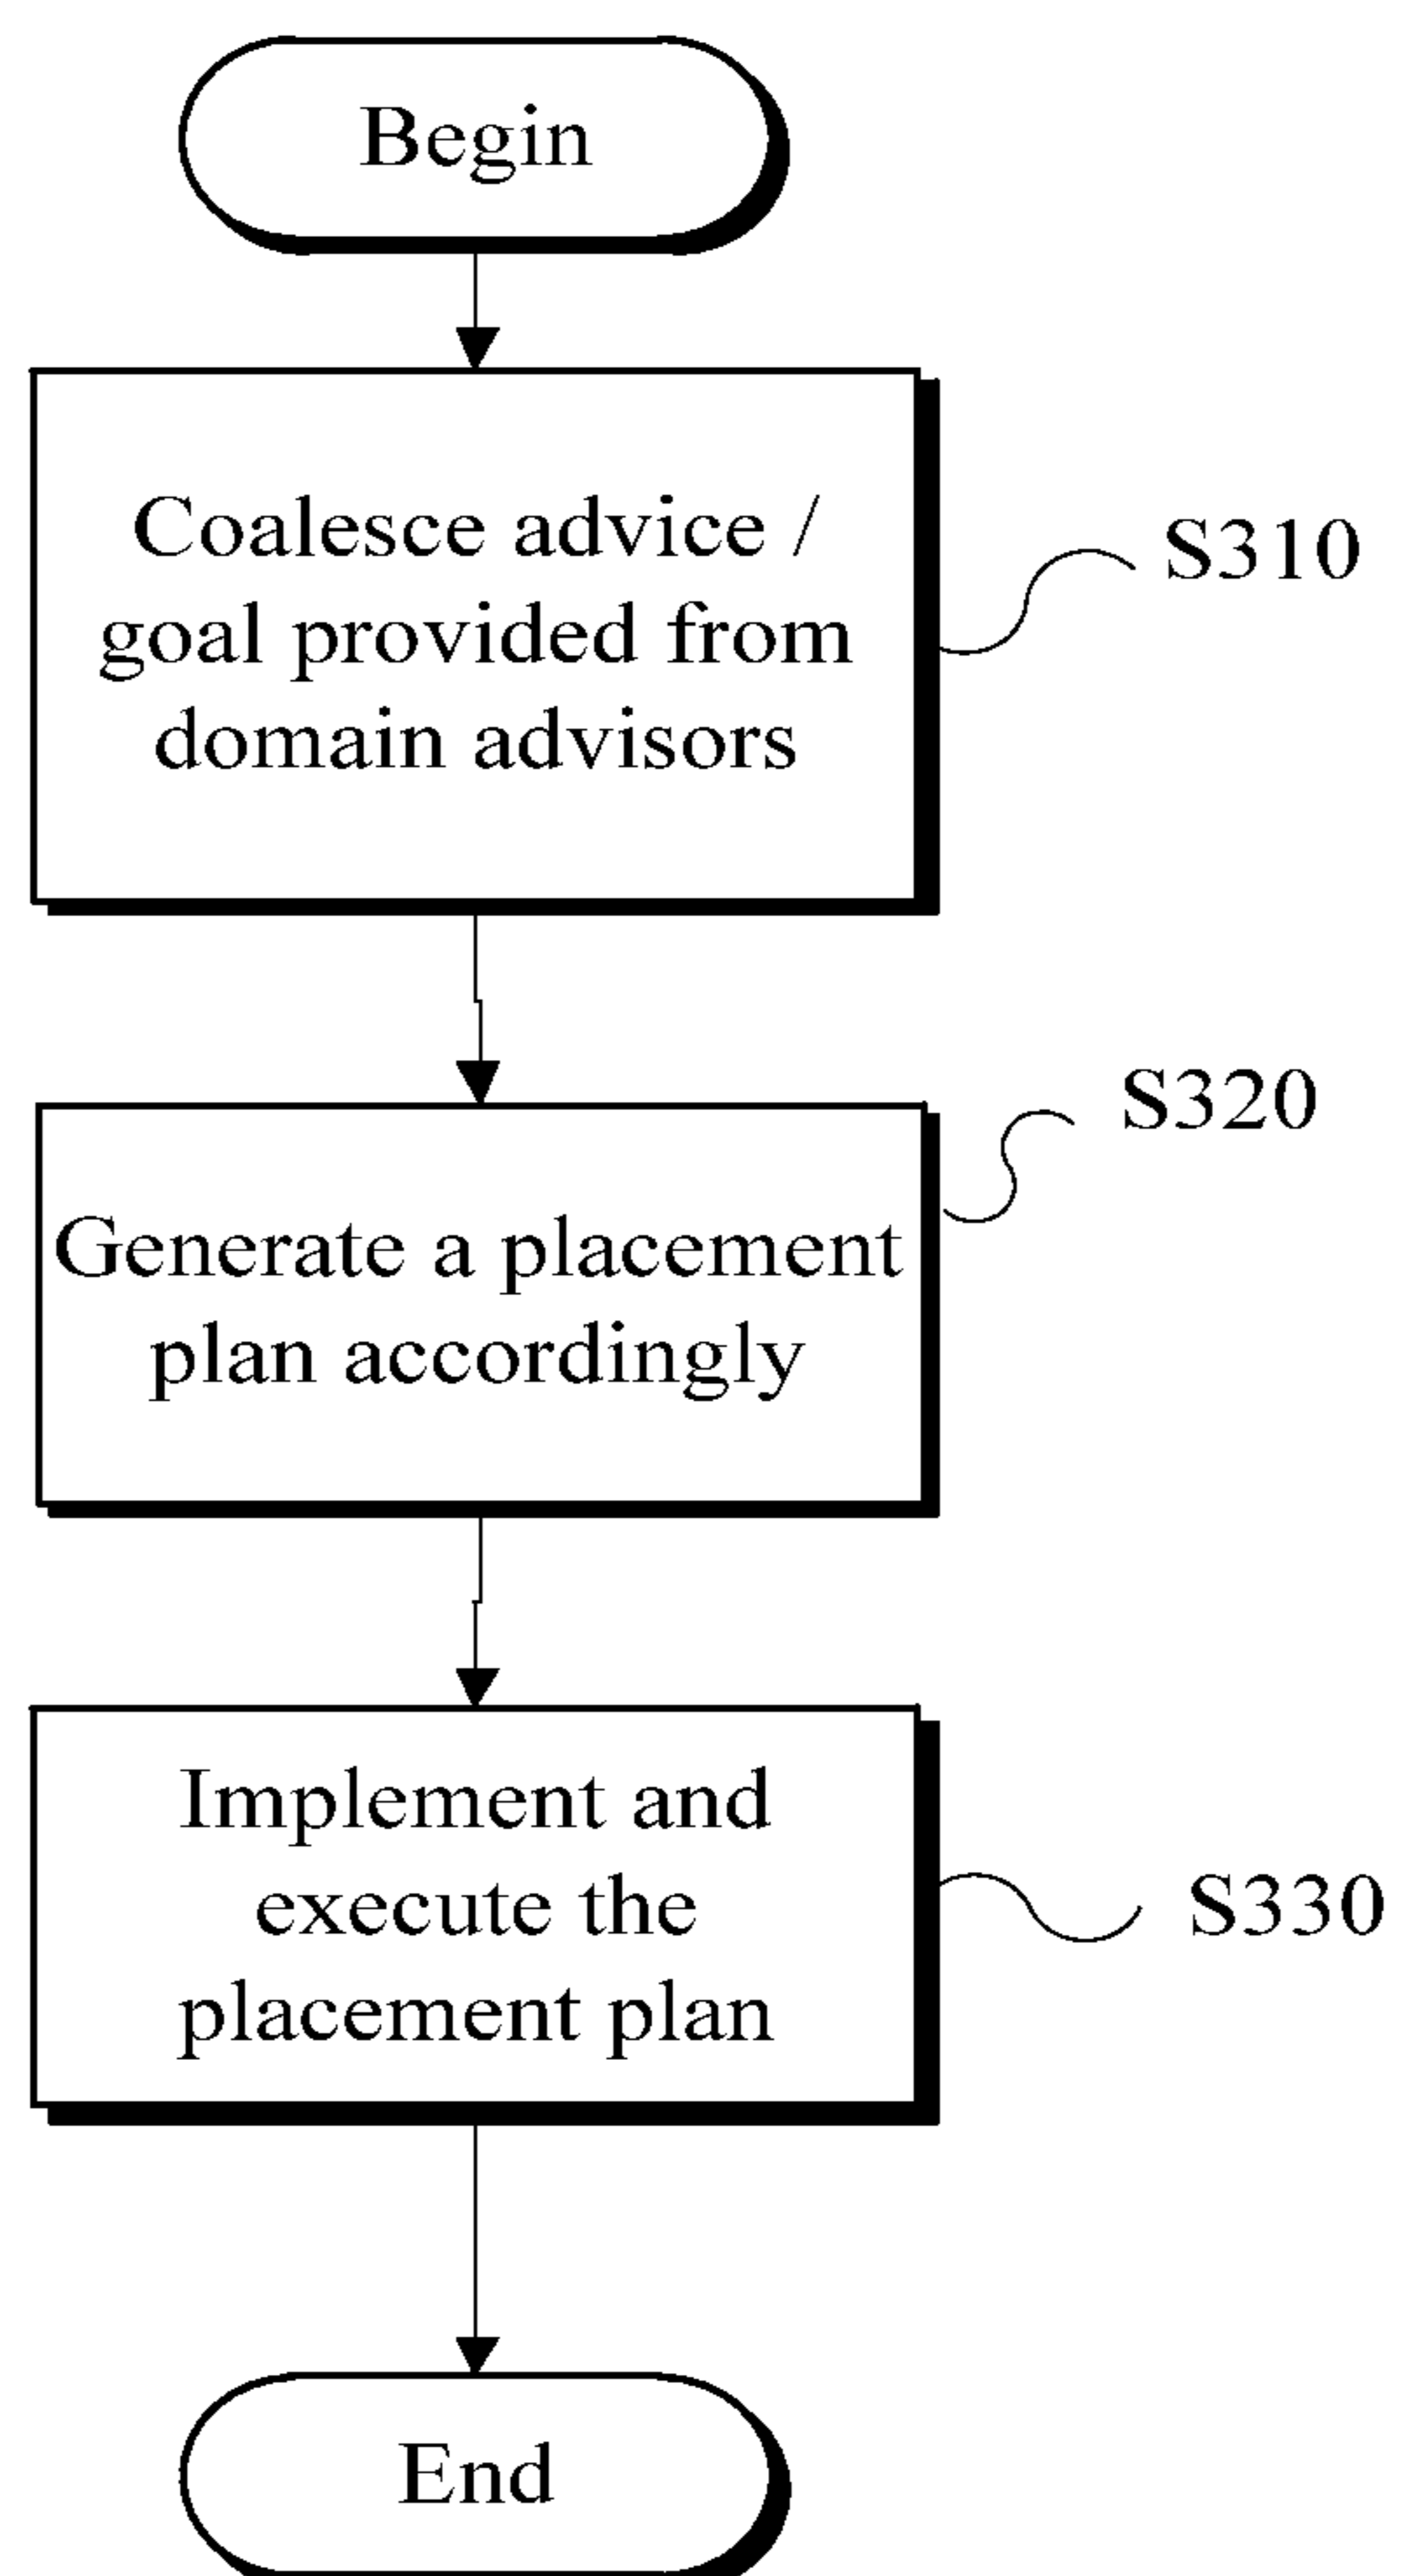 Begin
Coalesce advice /
goal provided from
domain advisors
S310
Generate a placement
plan accordingly
S320
Implement and
execute the
placement plan
S330
End